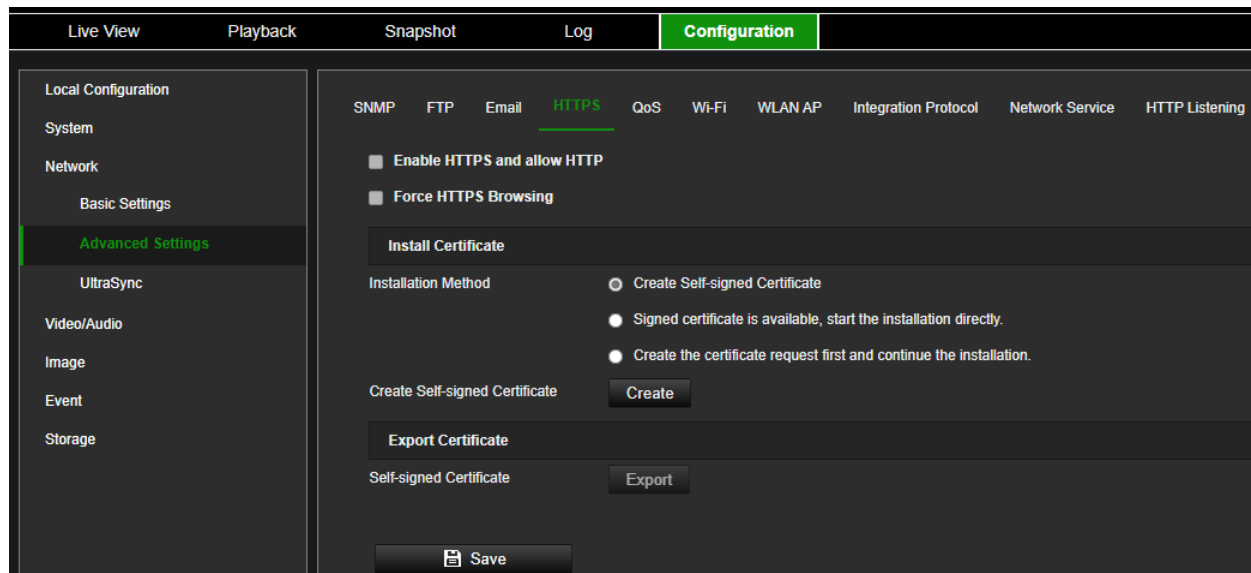 Live View Playback Snapshot Log Configuration
Local Configuration
System
Network
Basic Settings
Advanced Settings
UltraSync
Video/Audio
Image
Event
Storage
SNMP FTP Email HTTPS QoS Wi-Fi WLAN AP Integration Protocol Network Service HTTP Listening
Enable HTTPS and allow HTTP
Force HTTPS Browsing
Install Certificate
Installation Method Create Self-signed Certificate
Signed certificate is available, start the installation directly.
Create the certificate request first and continue the installation.
Create Self-signed Certificate Create
Export Certificate
Self-signed Certificate Export
Save